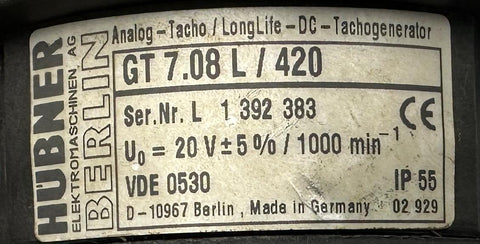 HÜBNER
ELEKTROMASCHINEN AG
BERLIN
Analog-Tacho / LongLife-DC-Tachogenerator
GT 7.08 L / 420
Ser.Nr. L 1 392 383
CE
U₀ = 20 V ± 5 % / 1000 min⁻¹
VDE 0530
IP 55
D-10967 Berlin , Made in Germany 02 929